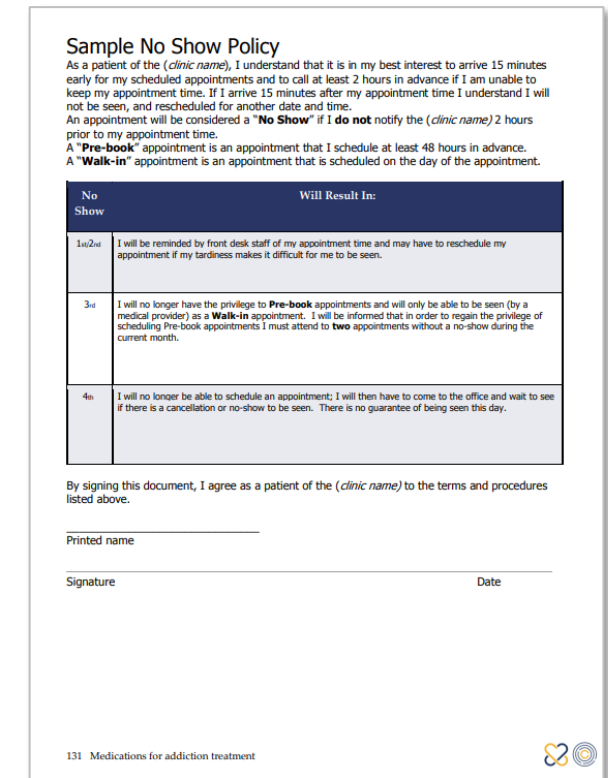 Sample No Show Policy
As a patient of the (clinic name), I understand that it is in my best interest to arrive 15 minutes
early for my scheduled appointments and to call at least 2 hours in advance if I am unable to
keep my appointment time. If I arrive 15 minutes after my appointment time I understand I will
not be seen, and rescheduled for another date and time.
An appointment will be considered a "No Show" if I do not notify the (clinic name) 2 hours
prior to my appointment time.
A "Pre-book" appointment is an appointment that I schedule at least 48 hours in advance.
A "Walk-in" appointment is an appointment that is scheduled on the day of the appointment.
No Show
Will Result In:
1st/2nd
I will be reminded by front desk staff of my appointment time and may have to reschedule my
appointment if my tardiness makes it difficult for me to be seen.
3rd
I will no longer have the privilege to Pre-book appointments and will only be able to be seen (by a
medical provider) as a Walk-in appointment. I will be informed that in order to regain the privilege of
scheduling Pre-book appointments I must attend to two appointments without a no-show during the
current month.
4th
I will no longer be able to schedule an appointment; I will then have to come to the office and wait to see
if there is a cancellation or no-show to be seen. There is no guarantee of being seen this day.
By signing this document, I agree as a patient of the (clinic name) to the terms and procedures
listed above.
Printed name
Signature Date
131 Medications for addiction treatment